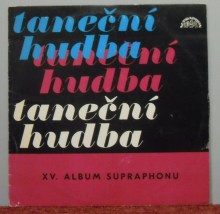 taneční
hudba
taneční
hudba
taneční
hudba
XV. ALBUM SUPRAPHONU